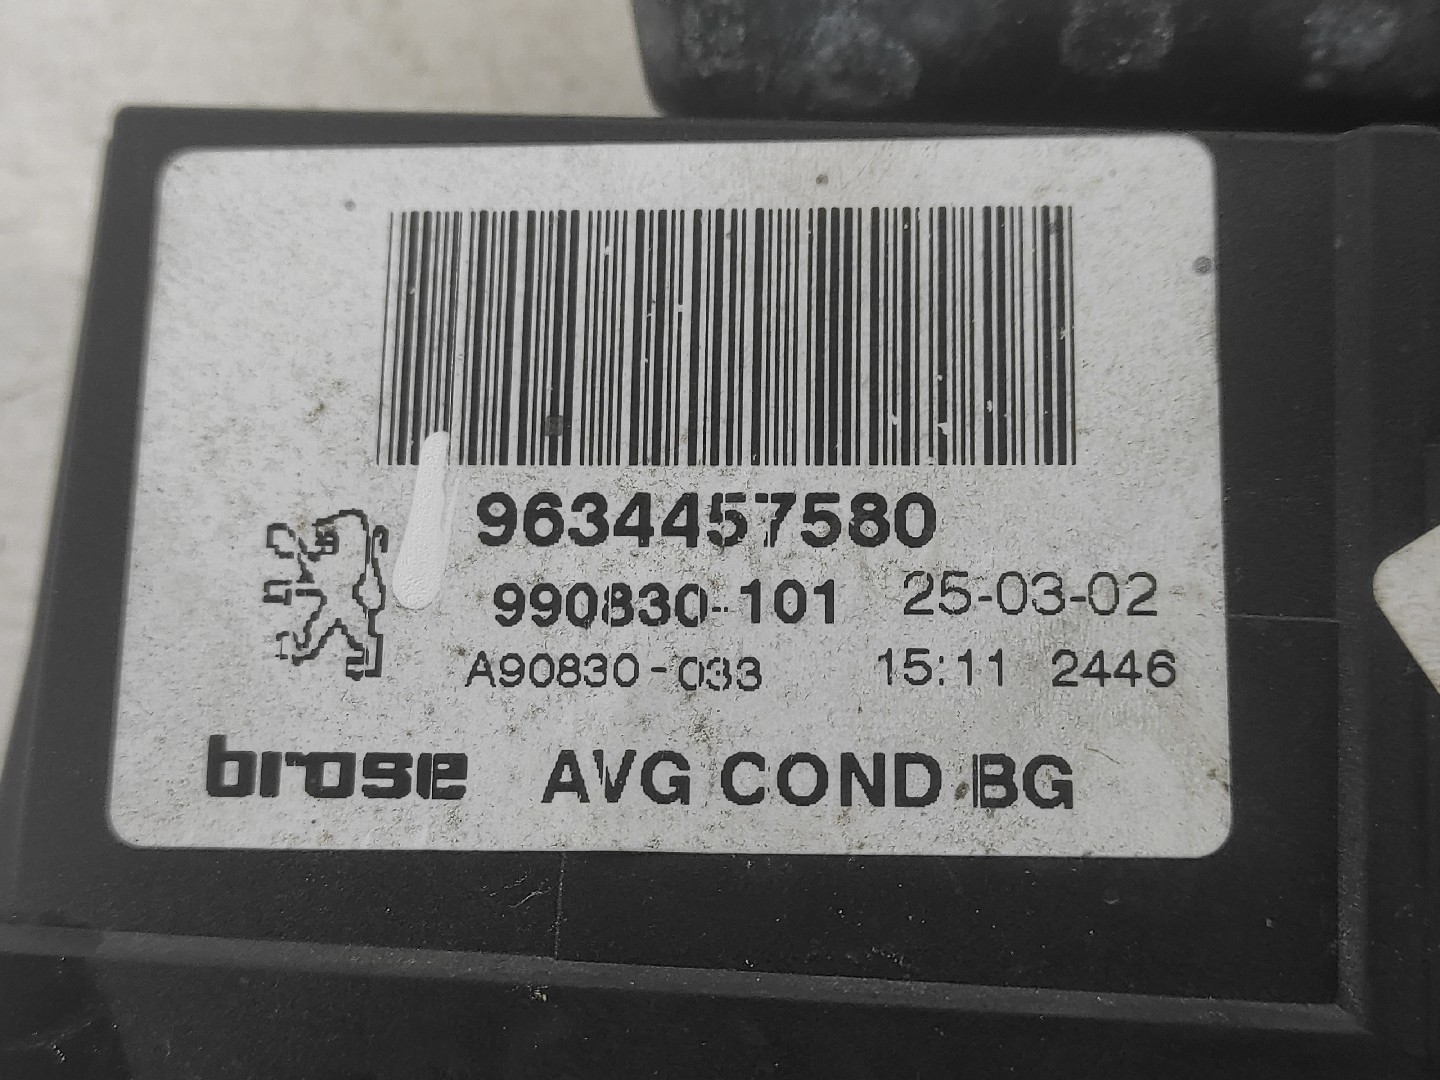 9634457580
990830-101 25-03-02
A90830-033 15:11 2446
brose AVG COND BG